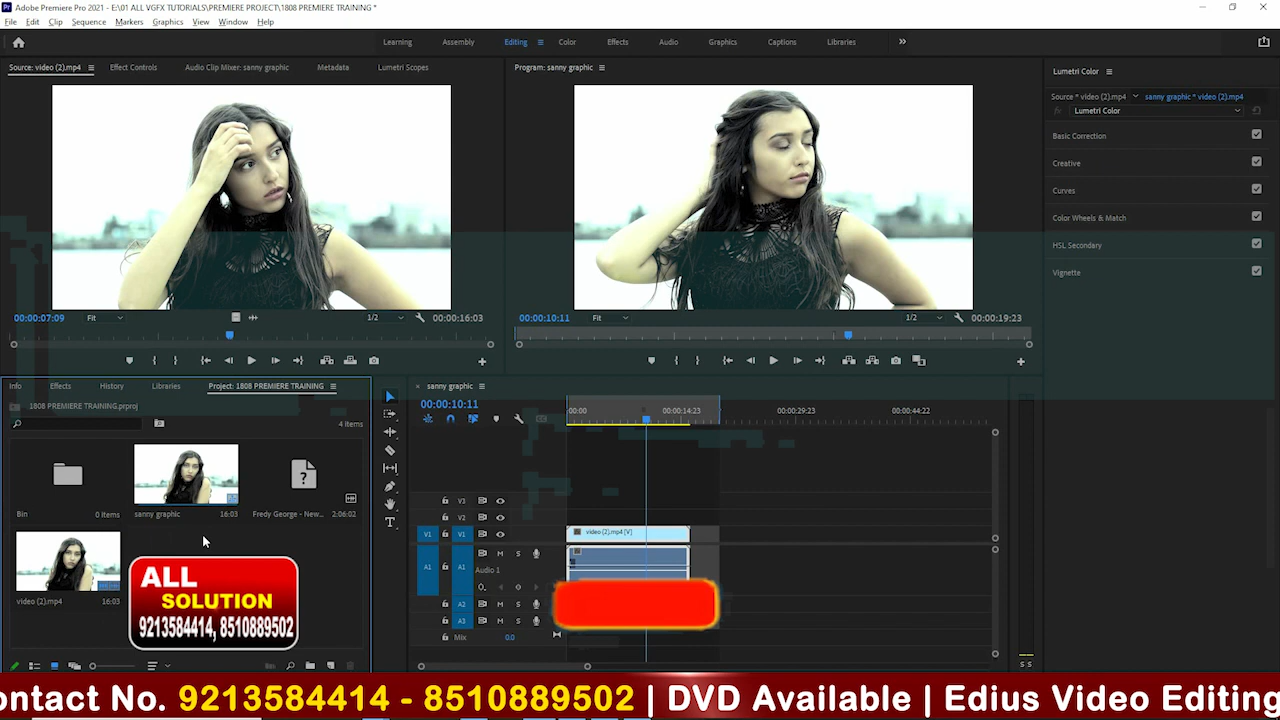 Adobe Premiere Pro 2021 - E:\01 ALL VGFX TUTORIALS\PREMIERE PROJECT\1808 PREMIERE TRAINING *
File Edit Clip Sequence Markers Graphics View Window Help
Learning Assembly Editing Color Effects Audio Graphics Captions Libraries
Source: video (2).mp4 Effect Controls Audio Clip Mixer: sanny graphic Metadata Lumetri Scopes
Program: sanny graphic
Lumetri Color
Source * video (2).mp4 sanny graphic * video (2).mp4
fx Lumetri Color
Basic Correction
Creative
Curves
Color Wheels & Match
HSL Secondary
Vignette
00:00:07:09 Fit 1/2 00:00:16:03
00:00:10:11 Fit 1/2 00:00:19:23
Info Effects History Libraries Project: 1808 PREMIERE TRAINING
1808 PREMIERE TRAINING.prproj
4 items
Bin 0 items
sanny graphic 16:03
Fredy George - New... 2:06:02
video (2).mp4 16:03
sanny graphic
00:00:10:11
:00:00 00:00:14:23 00:00:29:23 00:00:44:22
V3
V2
V1 V1 video (2).mp4 [V]
A1 A1 M S
Audio 1
A2 M S
A3 M S
Mix 0.0
S S
ALL
SOLUTION
9213584414, 8510889502
ontact No. 9213584414 - 8510889502 | DVD Available | Edius Video Editing